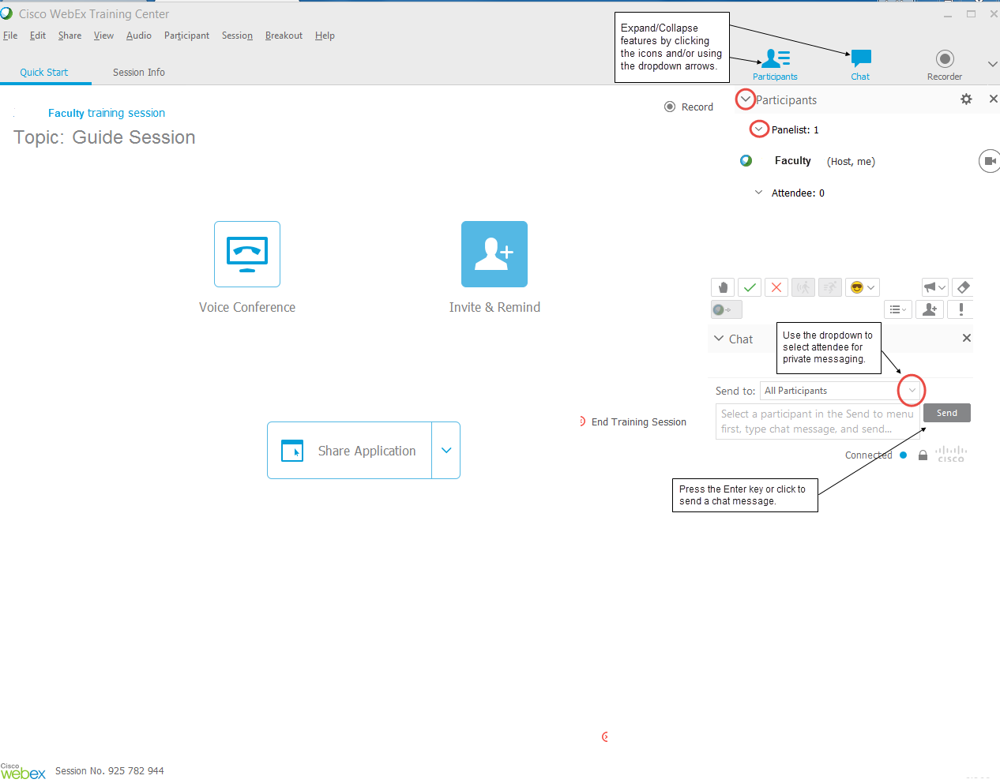 Cisco WebEx Training Center
File Edit Share View Audio Participant Session Breakout Help
Expand/Collapse
features by clicking
the icons and/or using
the dropdown arrows.
Participants Chat Recorder
Quick Start Session Info
Faculty training session
Topic: Guide Session
Record
Participants
Panelist: 1
Faculty (Host, me)
Attendee: 0
Voice Conference
Invite & Remind
Chat
Use the dropdown to
select attendee for
private messaging.
Send to: All Participants
Select a participant in the Send to menu
first, type chat message, and send...
Send
End Training Session
Share Application
Connected
CISCO
Press the Enter key or click to
send a chat message.
Cisco
webex
Session No. 925 782 944